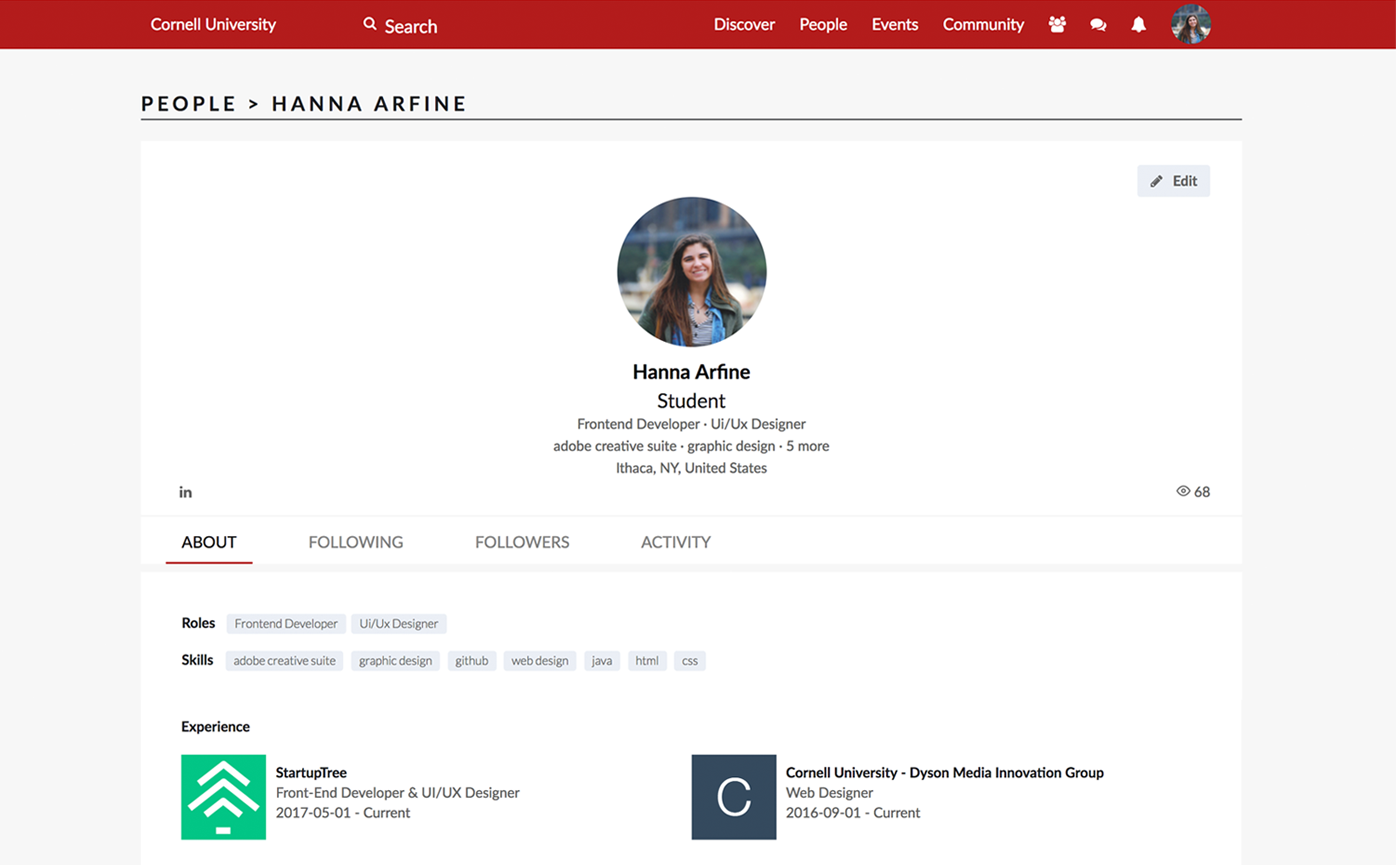 Cornell University Search Discover People Events Community
PEOPLE > HANNA ARFINE
Edit
Hanna Arfine
Student
Frontend Developer · Ui/Ux Designer
adobe creative suite · graphic design · 5 more
Ithaca, NY, United States
in 68
ABOUT FOLLOWING FOLLOWERS ACTIVITY
Roles Frontend Developer Ui/Ux Designer
Skills adobe creative suite graphic design github web design java html css
Experience
StartupTree
Front-End Developer & UI/UX Designer
2017-05-01 - Current
C
Cornell University - Dyson Media Innovation Group
Web Designer
2016-09-01 - Current